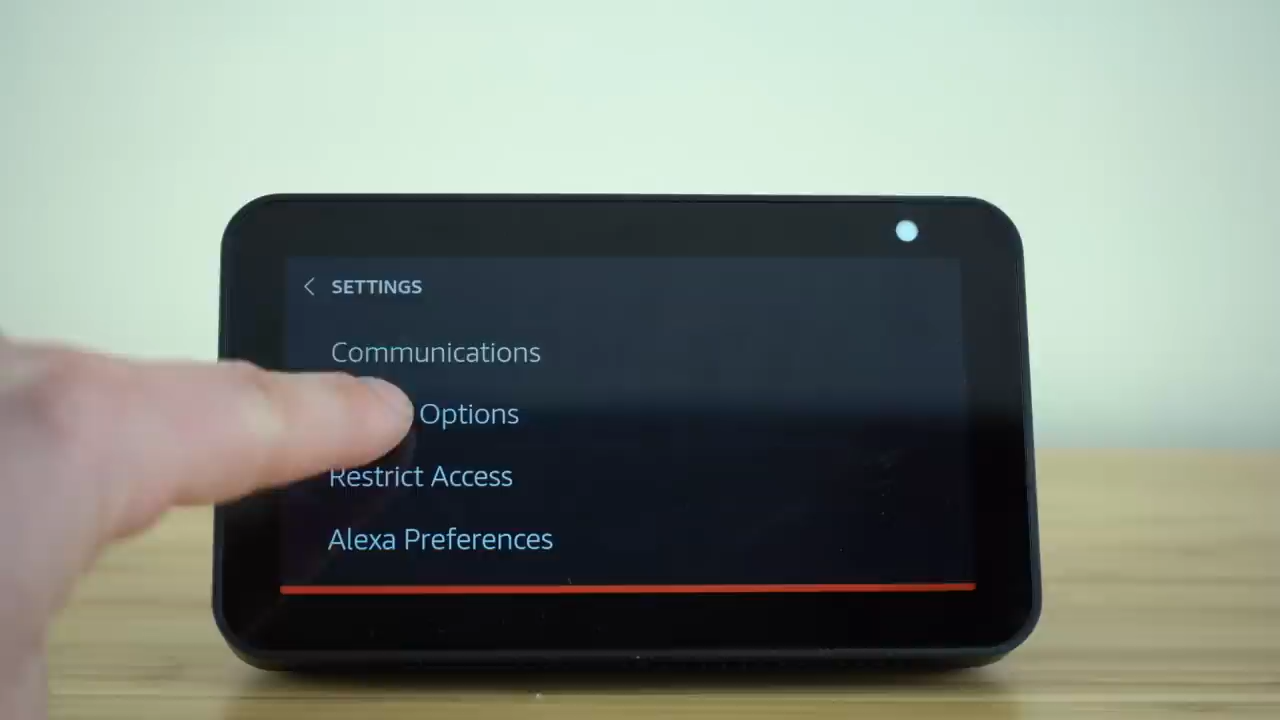 SETTINGS
Communications
Options
Restrict Access
Alexa Preferences